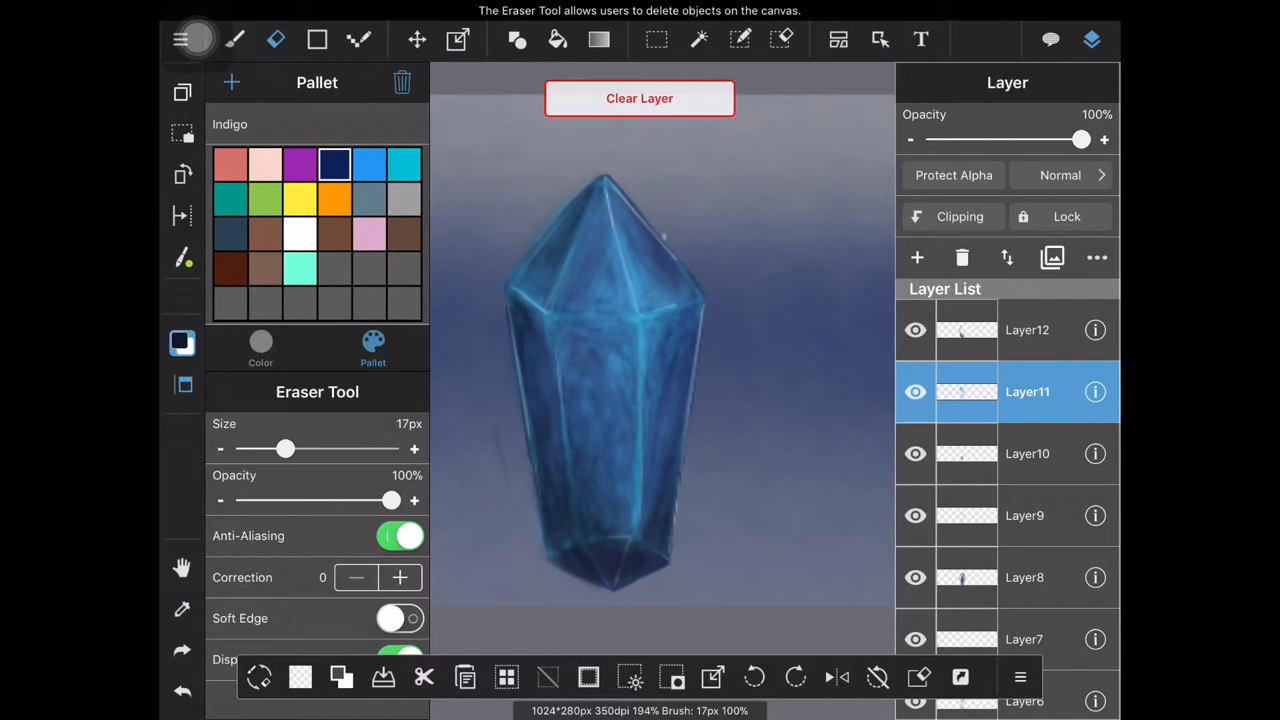 The Eraser Tool allows users to delete objects on the canvas.
T
Pallet
Clear Layer
Layer
Indigo
Opacity 100%
- +
Protect Alpha Normal
Clipping Lock
Layer List
Layer12
Color Pallet
Layer11
Eraser Tool
Size 17px
- +
Layer10
Opacity 100%
- +
Layer9
Anti-Aliasing
Correction 0
Layer8
Soft Edge
Layer7
Disp
Layer6
1024*280px 350dpi 194% Brush: 17px 100%